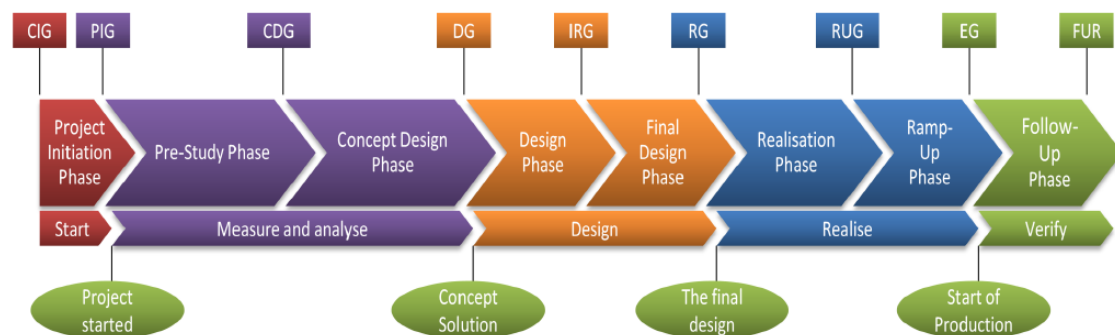 CIG
PIG
CDG
DG
IRG
RG
RUG
EG
FUR
Project
Initiation
Phase
Pre-Study Phase
Concept Design
Phase
Design
Phase
Final
Design
Phase
Realisation
Phase
Ramp-
Up
Phase
Follow-
Up
Phase
Start
Measure and analyse
Design
Realise
Verify
Project
started
Concept
Solution
The final
design
Start of
Production